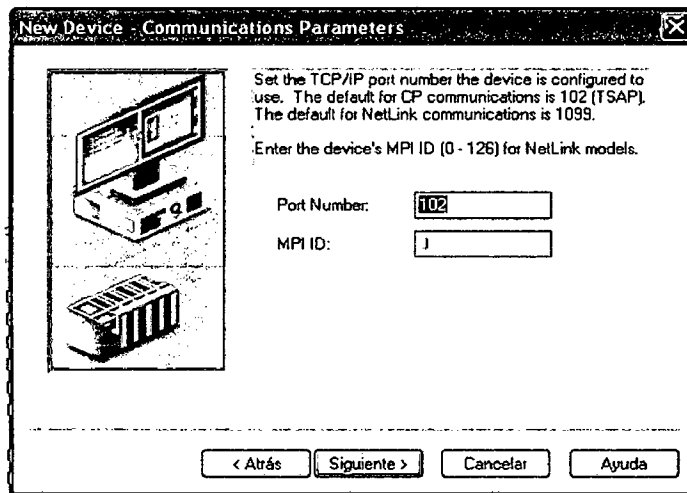 New Device - Communications Parameters
Set the TCP/IP port number the device is configured to
use. The default for CP communications is 102 (TSAP).
The default for NetLink communications is 1099.
Enter the device's MPI ID (0 - 126) for NetLink models.
Port Number: 102
MPI ID:
< Atrás Siguiente > Cancelar Ayuda